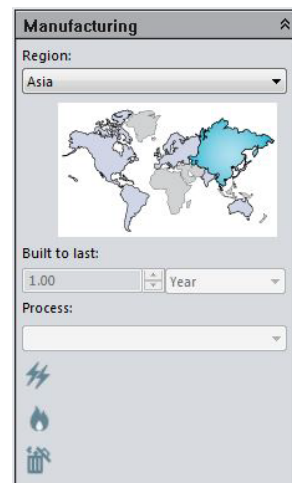 Manufacturing
Region:
Asia
Built to last:
1.00 Year
Process: